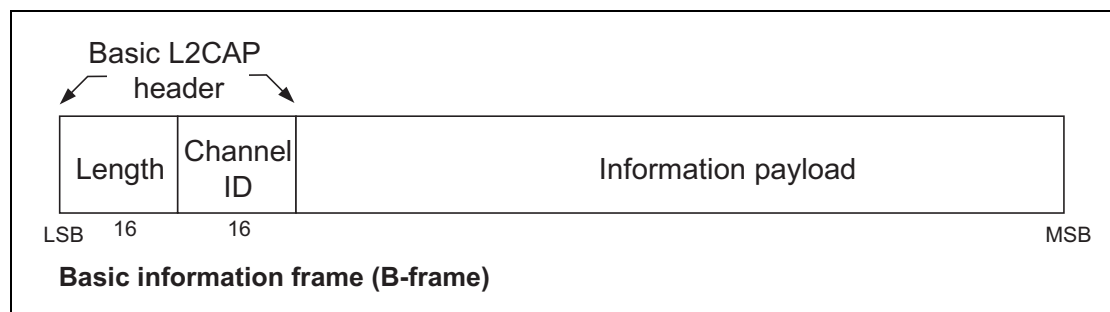 Basic L2CAP
header
Length
Channel
ID
Information payload
LSB
16
16
MSB
Basic information frame (B-frame)